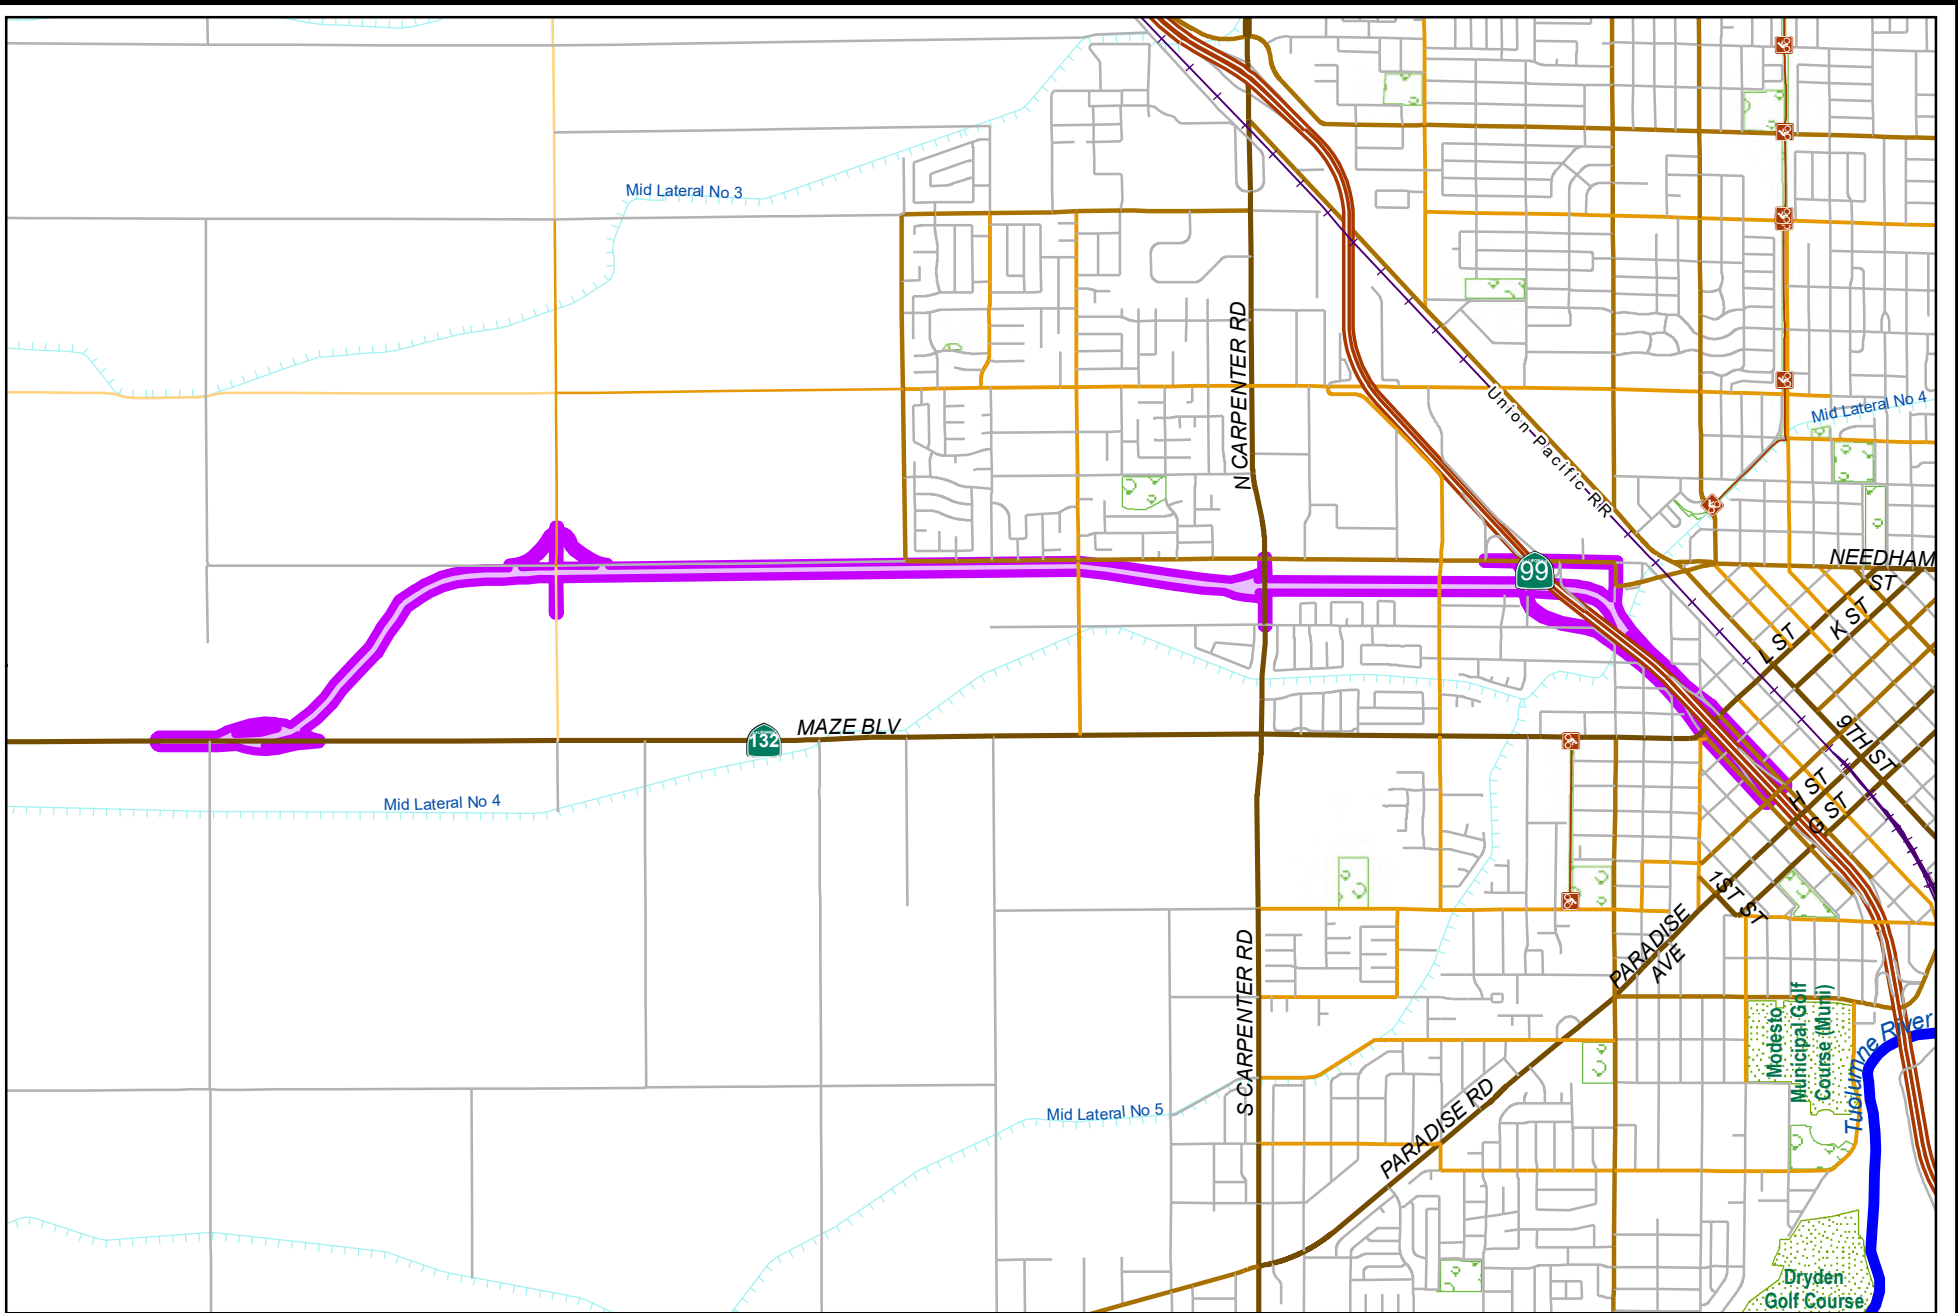 Mid Lateral No 3
N CARPENTER RD
Union Pacific RR
Mid Lateral No 4
99
NEEDHAM
ST
L ST
K ST
9TH ST
H ST
G ST
MAZE BLV
132
Mid Lateral No 4
1ST ST
PARADISE
AVE
S CARPENTER RD
Modesto
Municipal Golf
Course (Muni)
Tuolumne River
Mid Lateral No 5
PARADISE RD
Dryden
Golf Course